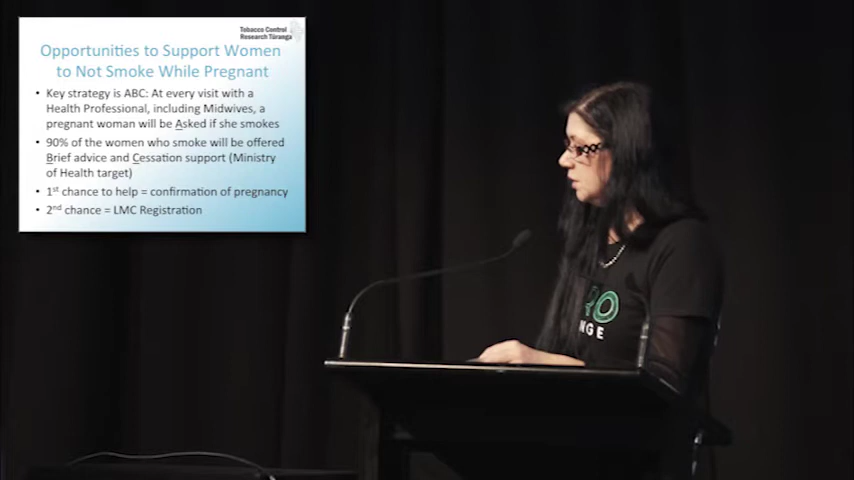 Tobacco Control
Research Tūranga
Opportunities to Support Women
to Not Smoke While Pregnant
• Key strategy is ABC: At every visit with a
Health Professional, including Midwives, a
pregnant woman will be Asked if she smokes
• 90% of the women who smoke will be offered
Brief advice and Cessation support (Ministry
of Health target)
• 1st chance to help = confirmation of pregnancy
• 2nd chance = LMC Registration
RO
NGE